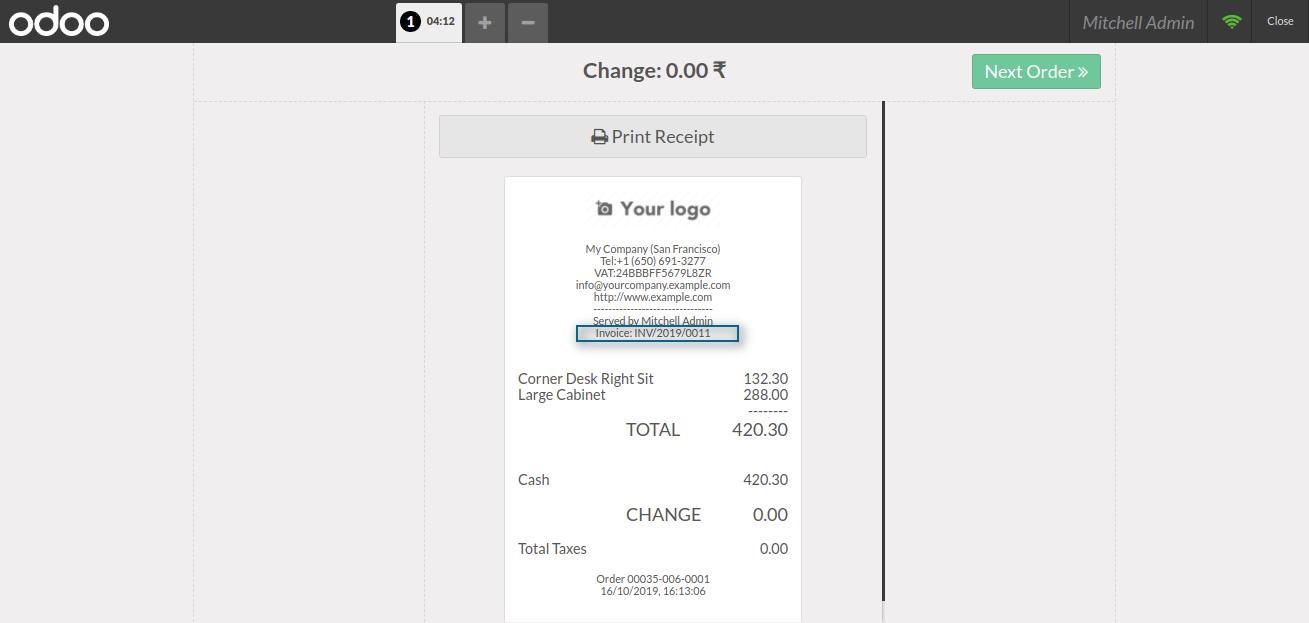 odoo
1 04:12 + −
Mitchell Admin
Close
Change: 0.00 ₹
Next Order »
Print Receipt
Your logo
My Company (San Francisco)
Tel:+1 (650) 691-3277
VAT:24BBBFF5679L8ZR
info@yourcompany.example.com
http://www.example.com
--------------------------------
Served by Mitchell Admin
Invoice: INV/2019/0011
Corner Desk Right Sit 132.30
Large Cabinet 288.00
--------
TOTAL 420.30
Cash 420.30
CHANGE 0.00
Total Taxes 0.00
Order 00035-006-0001
16/10/2019, 16:13:06